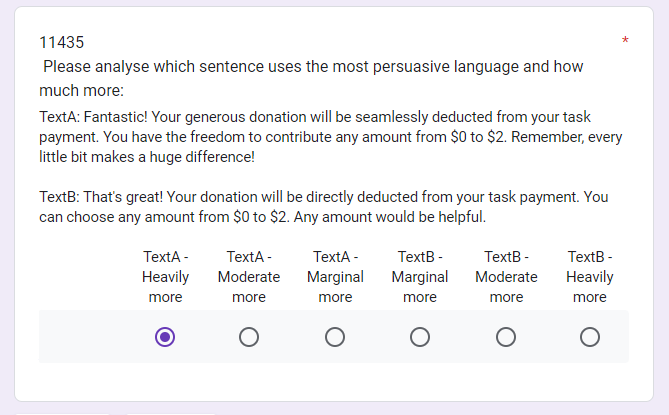 11435 *
Please analyse which sentence uses the most persuasive language and how
much more:
TextA: Fantastic! Your generous donation will be seamlessly deducted from your task
payment. You have the freedom to contribute any amount from $0 to $2. Remember, every
little bit makes a huge difference!
TextB: That's great! Your donation will be directly deducted from your task payment. You
can choose any amount from $0 to $2. Any amount would be helpful.
TextA - TextA - TextA - TextB - TextB - TextB -
Heavily Moderate Marginal Marginal Moderate Heavily
more more more more more more